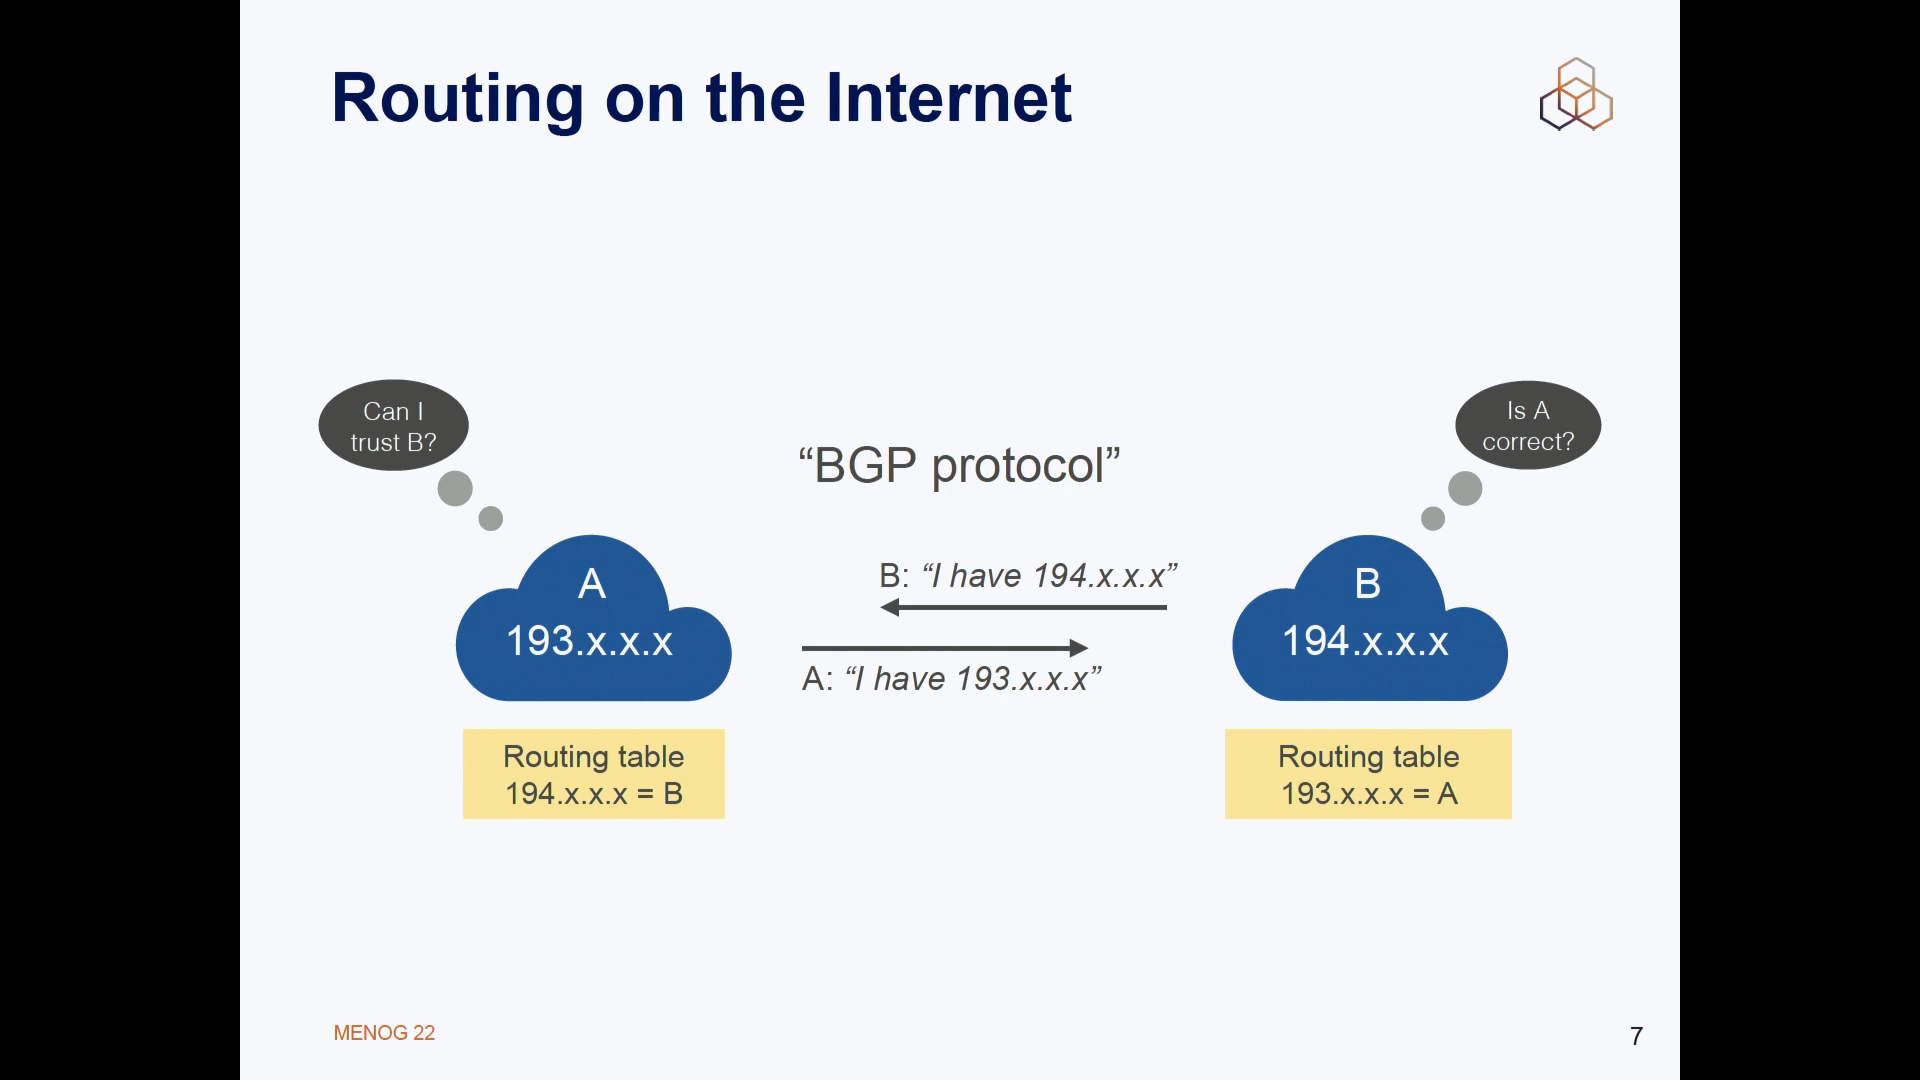 Routing on the Internet
Can I
trust B?
Is A
correct?
“BGP protocol”
A
193.x.x.x
B: “I have 194.x.x.x”
A: “I have 193.x.x.x”
B
194.x.x.x
Routing table
194.x.x.x = B
Routing table
193.x.x.x = A
MENOG 22
7